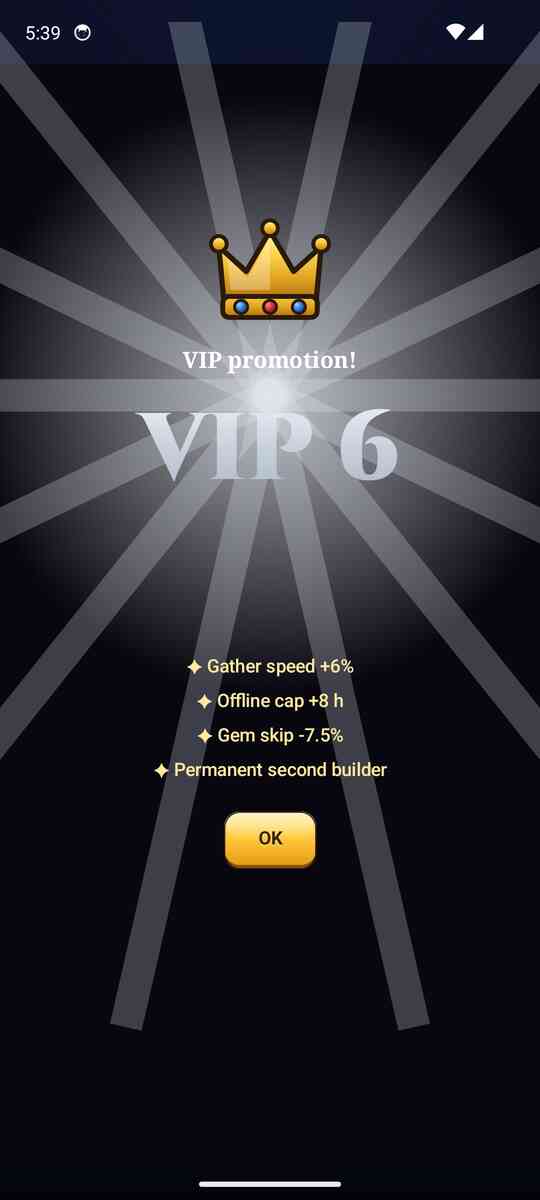 5:39
VIP promotion!
VIP 6
✦ Gather speed +6%
✦ Offline cap +8 h
✦ Gem skip -7.5%
✦ Permanent second builder
OK